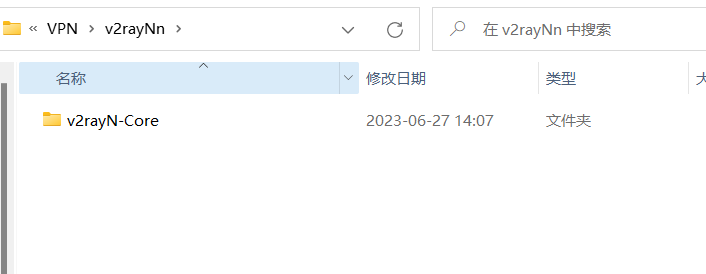 « VPN › v2rayNn ›
在 v2rayNn 中搜索
名称 修改日期 类型
v2rayN-Core 2023-06-27 14:07 文件夹